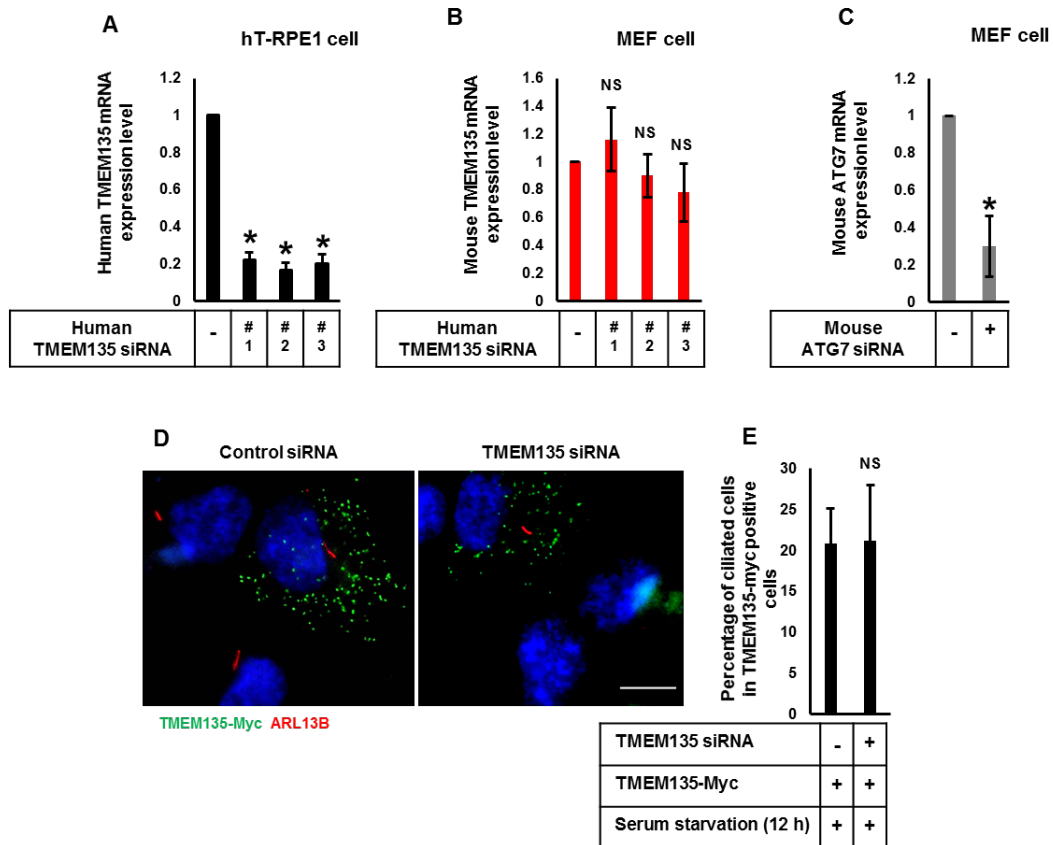 A
hT-RPE1 cell
Human TMEM135 mRNA
expression level
1.2
1
0.8
0.6
0.4
0.2
0
*
*
*
Human
TMEM135 siRNA
-
#
1
#
2
#
3
B
MEF cell
Mouse TMEM135 mRNA
expression level
1.6
1.4
1.2
1
0.8
0.6
0.4
0.2
0
NS
NS
NS
Human
TMEM135 siRNA
-
#
1
#
2
#
3
C
MEF cell
Mouse ATG7 mRNA
expression level
1.2
1
0.8
0.6
0.4
0.2
0
*
Mouse
ATG7 siRNA
-
+
D
Control siRNA
TMEM135 siRNA
TMEM135-Myc ARL13B
E
Percentage of ciliated cells
in TMEM135-myc positive
cells
30
25
20
15
10
5
0
NS
TMEM135 siRNA - +
TMEM135-Myc + +
Serum starvation (12 h) + +